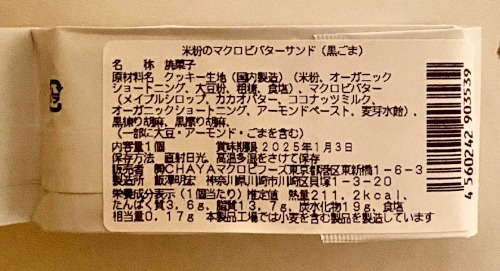 米粉のマクロビバターサンド（黒ごま）
名　　称　焼菓子
原材料名　クッキー生地（国内製造）（米粉、オーガニック
ショートニング、大豆粉、粗糖、食塩）、マクロビバター
（メイプルシロップ、カカオバター、ココナッツミルク、
オーガニックショートニング、アーモンドペースト、麦芽水飴）、
黒練り胡麻、黒摺り胡麻、
（一部に大豆・アーモンド・ごまを含む）
内容量1個　　　賞味期限 2025年1月3日
保存方法　直射日光、高温多湿をさけて保存
販売者　㈱CHAYAマクロビフーズ東京都港区東新橋1-6-3
製造所　飯澤明宏　神奈川県川崎市川崎区貝塚1-3-20
栄養成分表示（1個当たり）推定値　熱量211.2kcal、
たんぱく質3.6g、脂質13.7g、炭水化物19g、食塩
相当量0.17g　本製品工場では小麦を含む製品を製造しています
4 560242 903539